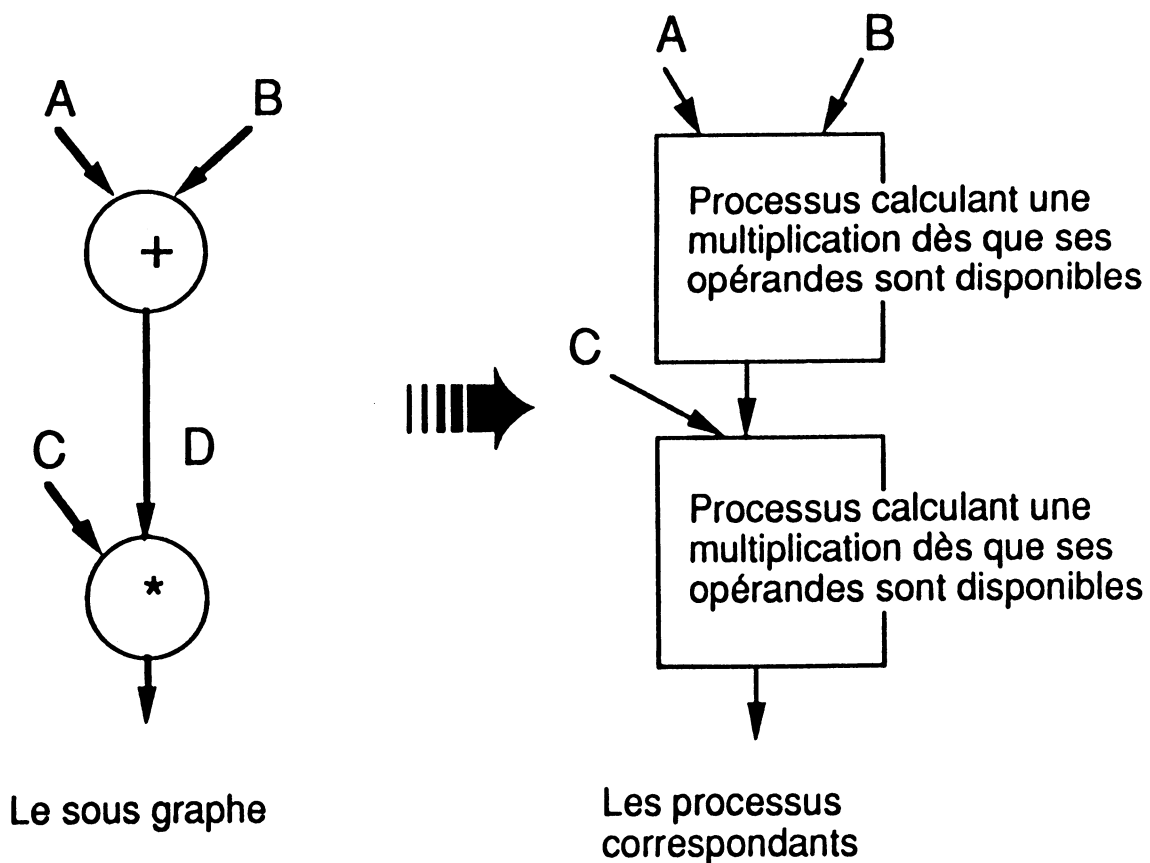 A B
+
C D
*
Le sous graphe
A B
Processus calculant une
multiplication dès que ses
opérandes sont disponibles
C
Processus calculant une
multiplication dès que ses
opérandes sont disponibles
Les processus
correspondants